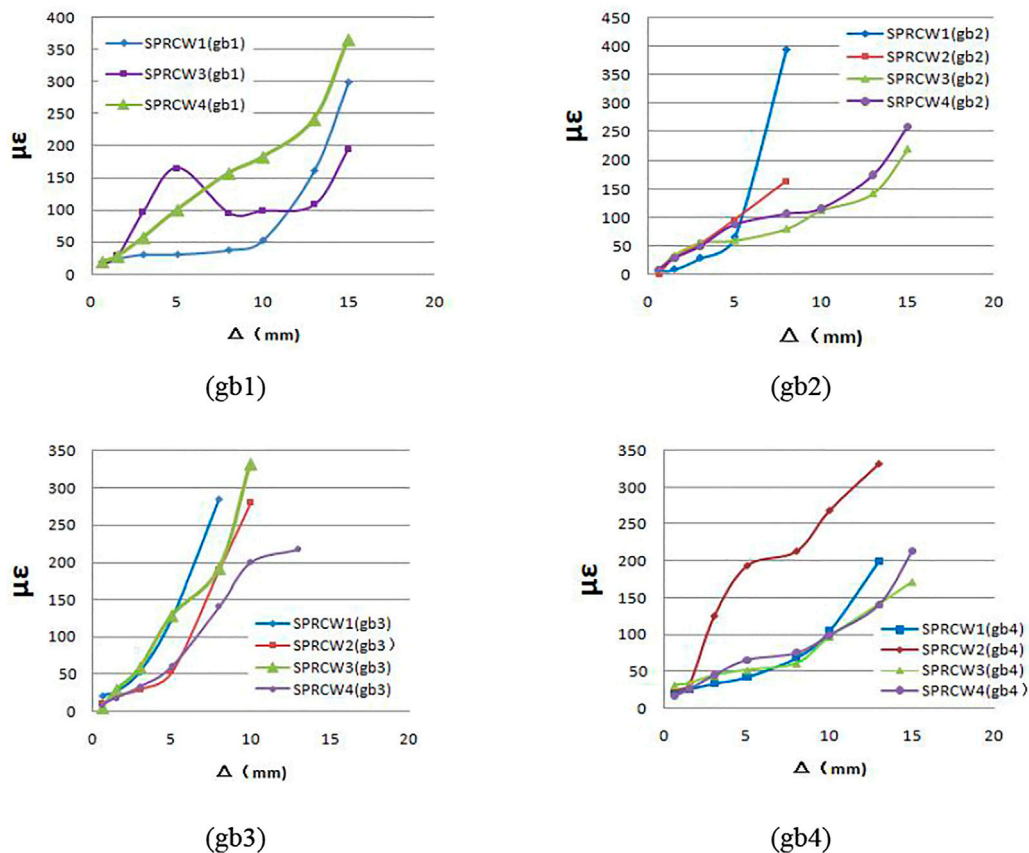 400
350
300
250
200
150
100
50
0
με
SPRCW1(gb1)
SPRCW3(gb1)
SPRCW4(gb1)
0 5 10 15 20
Δ (mm)
(gb1)
450
400
350
300
250
200
150
100
50
0
με
SPRCW1(gb2)
SPRCW2(gb2)
SPRCW3(gb2)
SRPCW4(gb2)
0 5 10 15 20
Δ (mm)
(gb2)
350
300
250
200
150
100
50
0
με
SPRCW1(gb3)
SPRCW2(gb3)
SPRCW3(gb3)
SPRCW4(gb3)
0 5 10 15 20
Δ (mm)
(gb3)
350
300
250
200
150
100
50
0
με
SPRCW1(gb4)
SPRCW2(gb4)
SPRCW3(gb4)
SPRCW4(gb4)
0 5 10 15 20
Δ (mm)
(gb4)